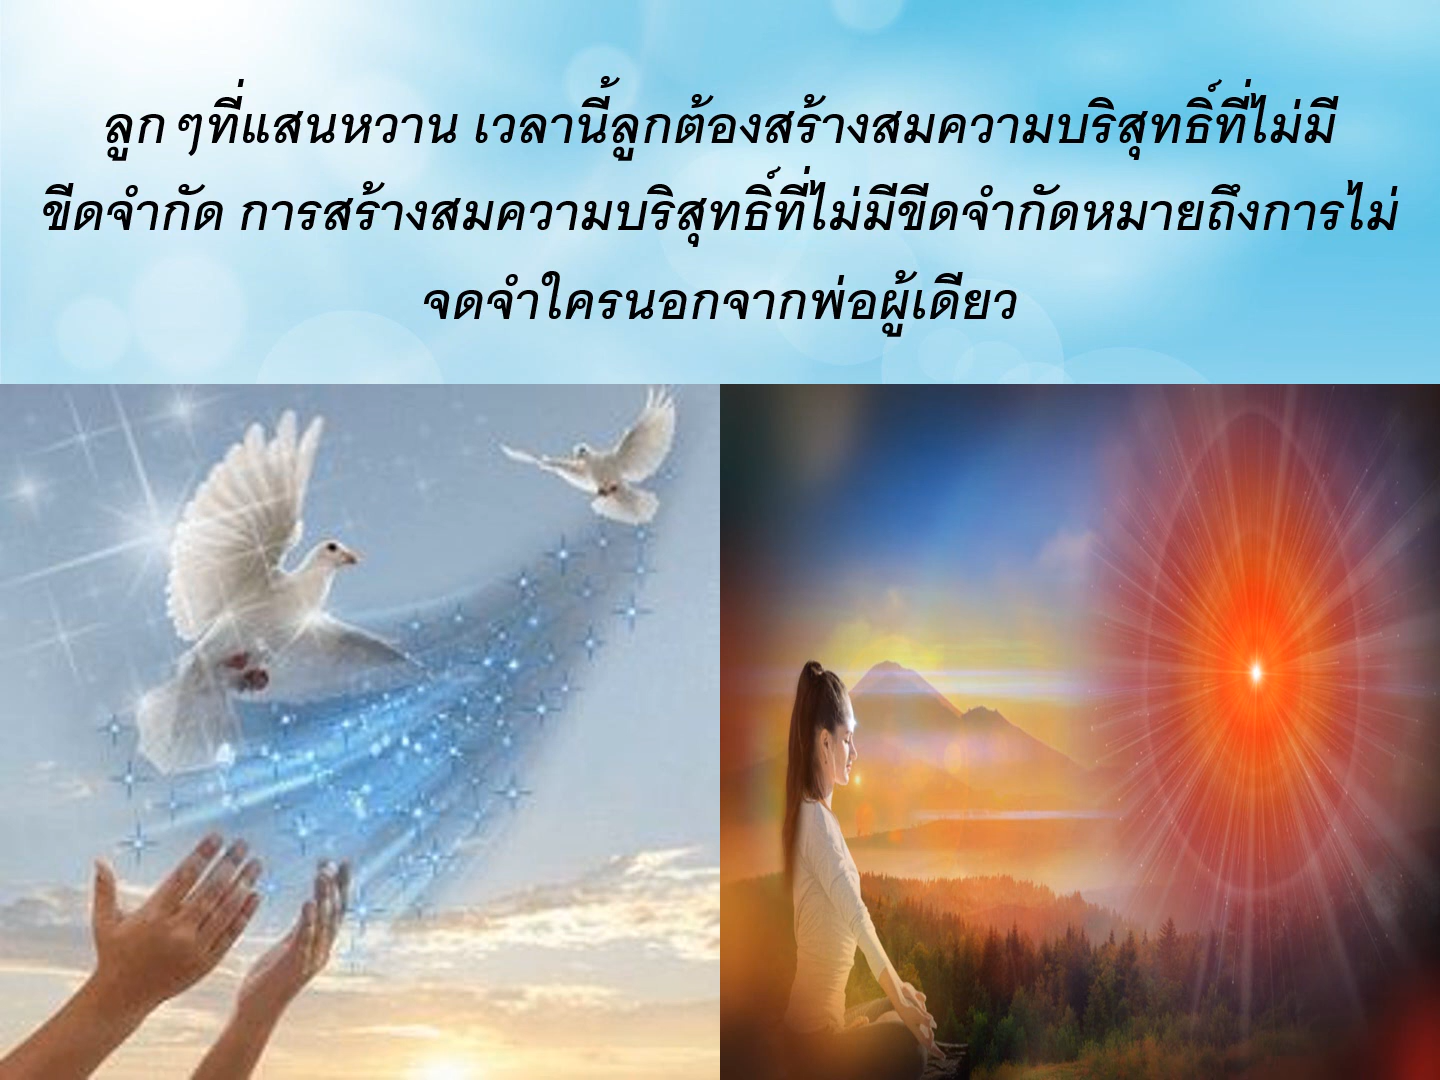 ลูกๆที่แสนหวาน เวลานี้ลูกต้องสร้างสมความบริสุทธิ์ที่ไม่มี
ขีดจำกัด การสร้างสมความบริสุทธิ์ที่ไม่มีขีดจำกัดหมายถึงการไม่
จดจำใครนอกจากพ่อผู้เดียว